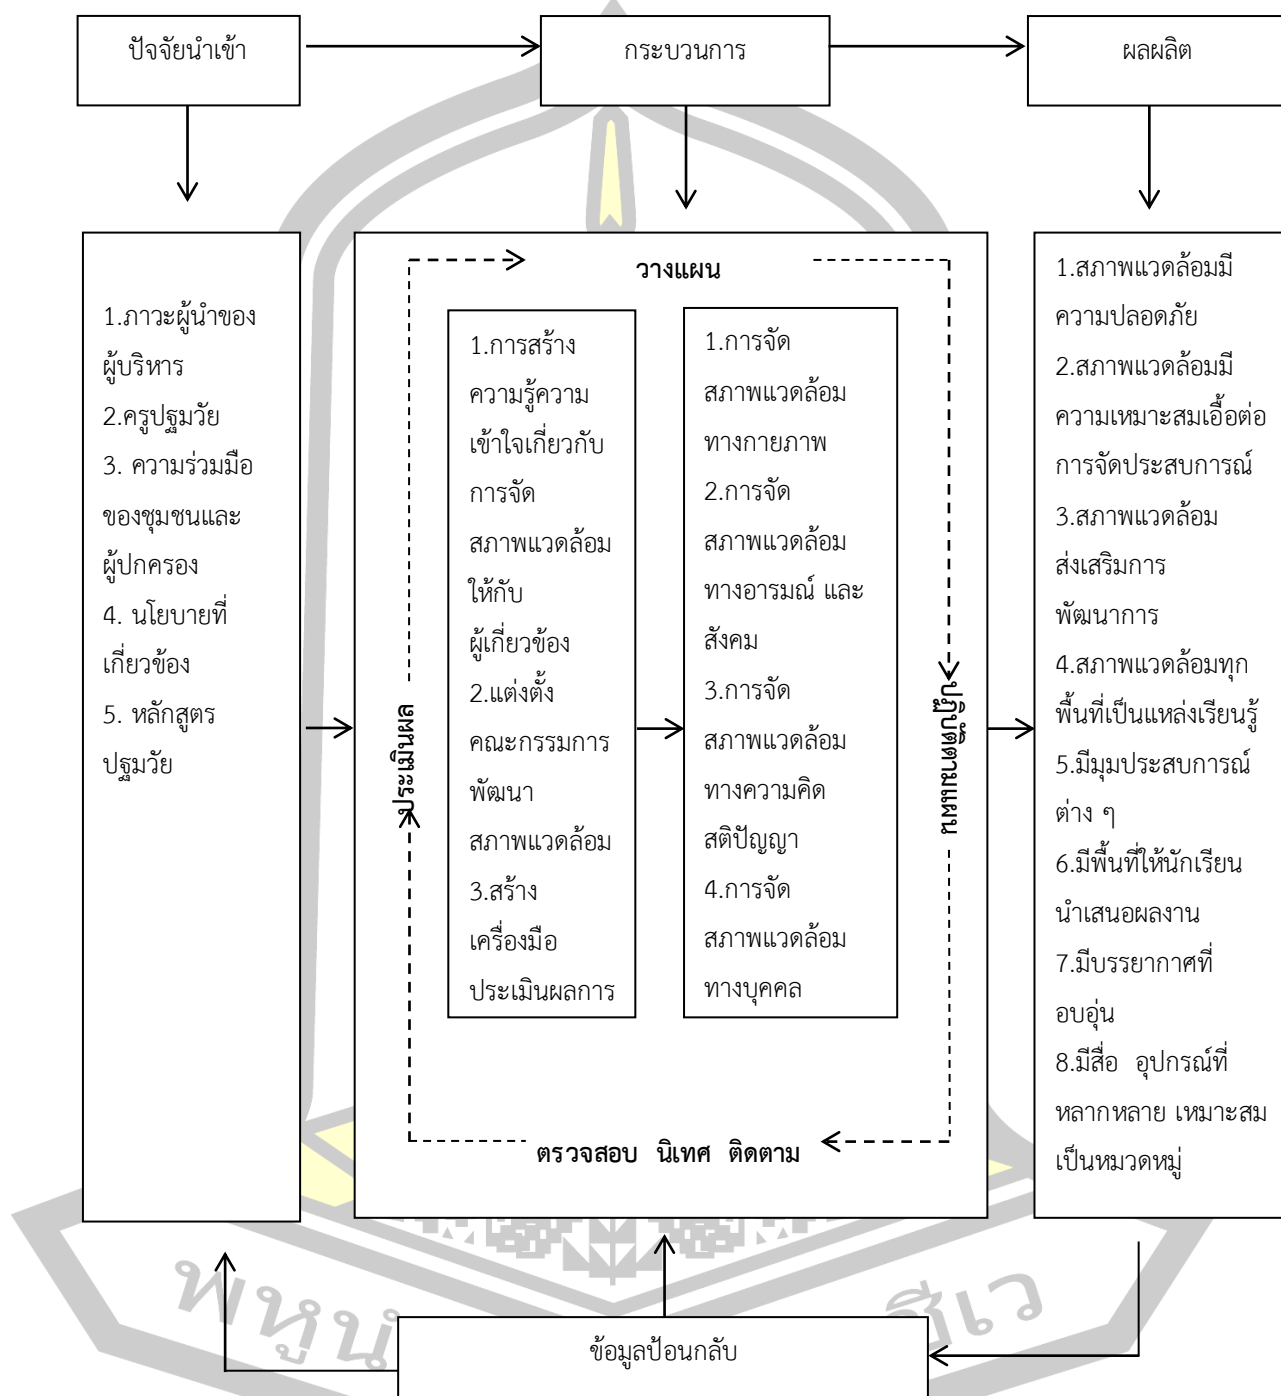 ปัจจัยนำเข้า
กระบวนการ
ผลผลิต
1.ภาวะผู้นำของ
ผู้บริหาร
2.ครูปฐมวัย
3. ความร่วมมือ
ของชุมชนและ
ผู้ปกครอง
4. นโยบายที่
เกี่ยวข้อง
5. หลักสูตร
ปฐมวัย
วางแผน
1.การสร้าง
ความรู้ความ
เข้าใจเกี่ยวกับ
การจัด
สภาพแวดล้อม
ให้กับ
ผู้เกี่ยวข้อง
2.แต่งตั้ง
คณะกรรมการ
พัฒนา
สภาพแวดล้อม
3.สร้าง
เครื่องมือ
ประเมินผลการ
1.การจัด
สภาพแวดล้อม
ทางกายภาพ
2.การจัด
สภาพแวดล้อม
ทางอารมณ์ และ
สังคม
3.การจัด
สภาพแวดล้อม
ทางความคิด
สติปัญญา
4.การจัด
สภาพแวดล้อม
ทางบุคคล
ปฏิบัติตามแผน
ตรวจสอบ นิเทศ ติดตาม
ประเมินผล
1.สภาพแวดล้อมมี
ความปลอดภัย
2.สภาพแวดล้อมมี
ความเหมาะสมเอื้อต่อ
การจัดประสบการณ์
3.สภาพแวดล้อม
ส่งเสริมการ
พัฒนาการ
4.สภาพแวดล้อมทุก
พื้นที่เป็นแหล่งเรียนรู้
5.มีมุมประสบการณ์
ต่าง ๆ
6.มีพื้นที่ให้นักเรียน
นำเสนอผลงาน
7.มีบรรยากาศที่
อบอุ่น
8.มีสื่อ อุปกรณ์ที่
หลากหลาย เหมาะสม
เป็นหมวดหมู่
ข้อมูลป้อนกลับ
พหูนํ
ชีเว